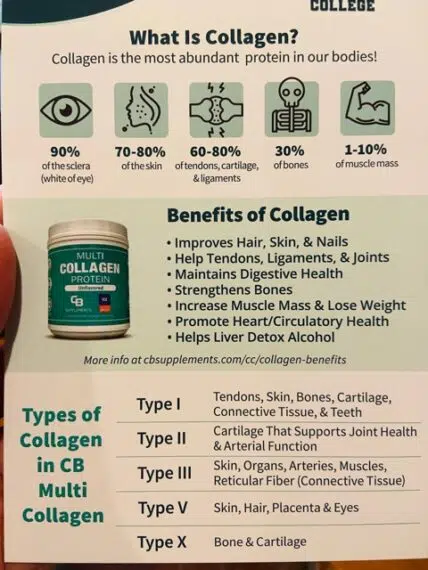 COLLEGE
What Is Collagen?
Collagen is the most abundant protein in our bodies!
90%
of the sclera
(white of eye)
70-80%
of the skin
60-80%
of tendons, cartilage,
& ligaments
30%
of bones
1-10%
of muscle mass
Benefits of Collagen
• Improves Hair, Skin, & Nails
• Help Tendons, Ligaments, & Joints
• Maintains Digestive Health
• Strengthens Bones
• Increase Muscle Mass & Lose Weight
• Promote Heart/Circulatory Health
• Helps Liver Detox Alcohol
MULTI
COLLAGEN
PROTEIN
Unflavored
CB
SUPPLEMENTS
More info at cbsupplements.com/cc/collagen-benefits
Types of
Collagen
in CB
Multi
Collagen
Type I
Tendons, Skin, Bones, Cartilage,
Connective Tissue, & Teeth
Type II
Cartilage That Supports Joint Health
& Arterial Function
Type III
Skin, Organs, Arteries, Muscles,
Reticular Fiber (Connective Tissue)
Type V
Skin, Hair, Placenta & Eyes
Type X
Bone & Cartilage